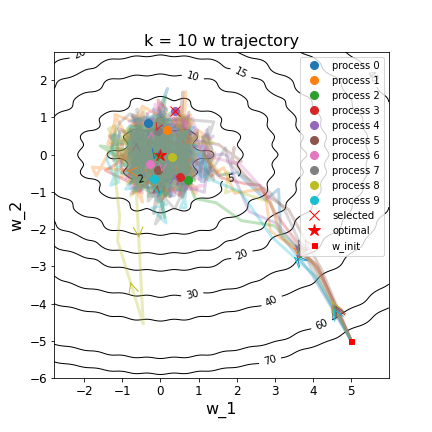 k = 10 w trajectory
w_2
2
1
0
−1
−2
−3
−4
−5
−6
−2
−1
0
1
2
3
4
5
w_1
20
15
10
5
2
20
30
40
60
70
process 0
process 1
process 2
process 3
process 4
process 5
process 6
process 7
process 8
process 9
selected
optimal
w_init